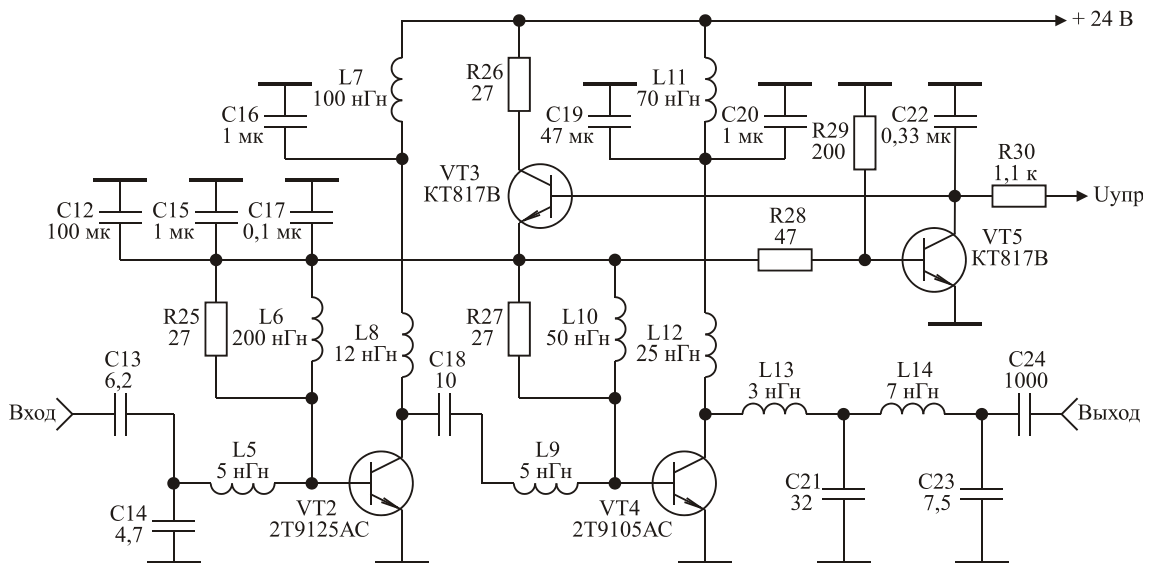 + 24 В
L7
100 нГн
C16
1 мк
R26
27
C19
47 мк
L11
70 нГн
C20
1 мк
R29
200
C22
0,33 мк
R30
1,1 к
Uупр
VT3
КТ817В
C12
100 мк
C15
1 мк
C17
0,1 мк
R28
47
VT5
КТ817В
R25
27
L6
200 нГн
L8
12 нГн
R27
27
L10
50 нГн
L12
25 нГн
C13
6,2
C18
10
L13
3 нГн
L14
7 нГн
C24
1000
Вход
Выход
L5
5 нГн
L9
5 нГн
C14
4,7
VT2
2Т9125АС
VT4
2Т9105АС
C21
32
C23
7,5